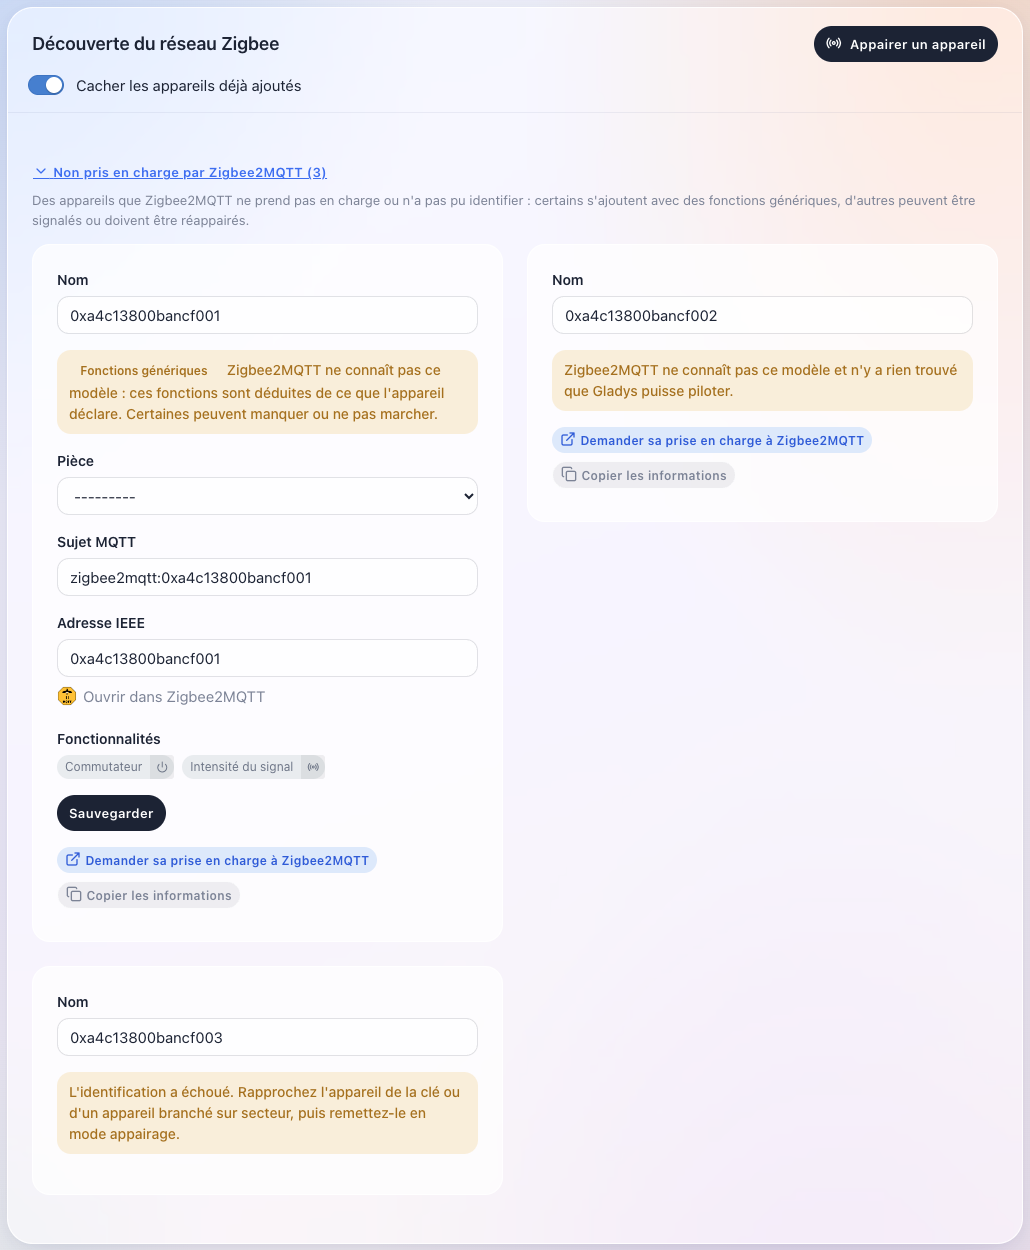 Découverte du réseau Zigbee
Appairer un appareil
Cacher les appareils déjà ajoutés
Non pris en charge par Zigbee2MQTT (3)
Des appareils que Zigbee2MQTT ne prend pas en charge ou n'a pas pu identifier : certains s'ajoutent avec des fonctions génériques, d'autres peuvent être
signalés ou doivent être réappairés.
Nom
0xa4c13800bancf001
Fonctions génériques Zigbee2MQTT ne connaît pas ce
modèle : ces fonctions sont déduites de ce que l'appareil
déclare. Certaines peuvent manquer ou ne pas marcher.
Pièce
---------
Sujet MQTT
zigbee2mqtt:0xa4c13800bancf001
Adresse IEEE
0xa4c13800bancf001
Ouvrir dans Zigbee2MQTT
Fonctionnalités
Commutateur
Intensité du signal
Sauvegarder
Demander sa prise en charge à Zigbee2MQTT
Copier les informations
Nom
0xa4c13800bancf002
Zigbee2MQTT ne connaît pas ce modèle et n'y a rien trouvé
que Gladys puisse piloter.
Demander sa prise en charge à Zigbee2MQTT
Copier les informations
Nom
0xa4c13800bancf003
L'identification a échoué. Rapprochez l'appareil de la clé ou
d'un appareil branché sur secteur, puis remettez-le en
mode appairage.